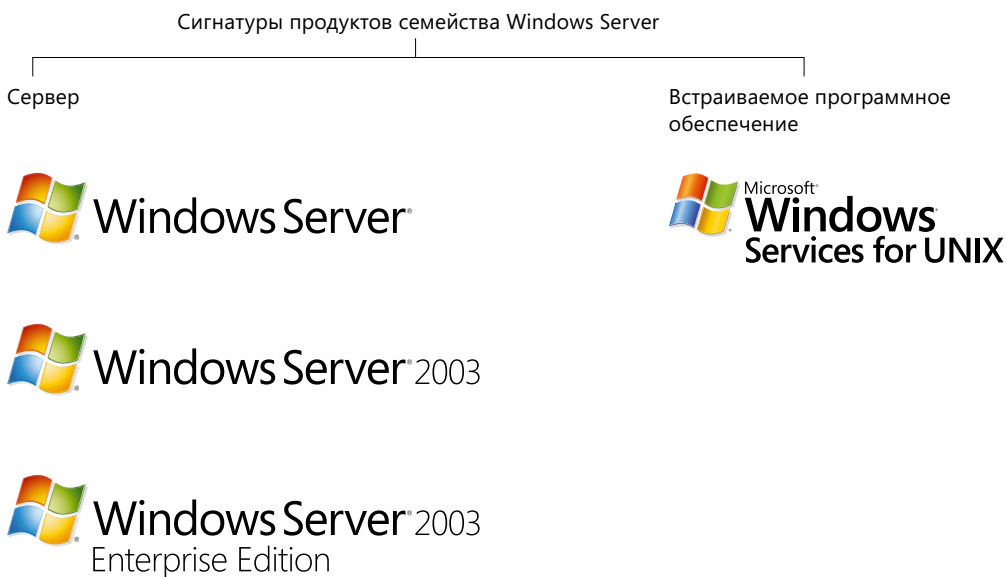 Сигнатуры продуктов семейства Windows Server
Сервер
Встраиваемое программное
обеспечение
Windows Server®
Microsoft®
Windows
Services for UNIX
Windows Server® 2003
Windows Server® 2003
Enterprise Edition